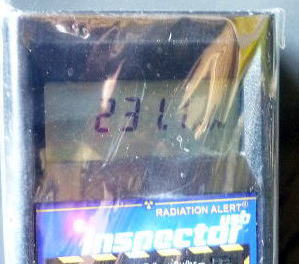 231.1
RADIATION ALERT®
Inspector